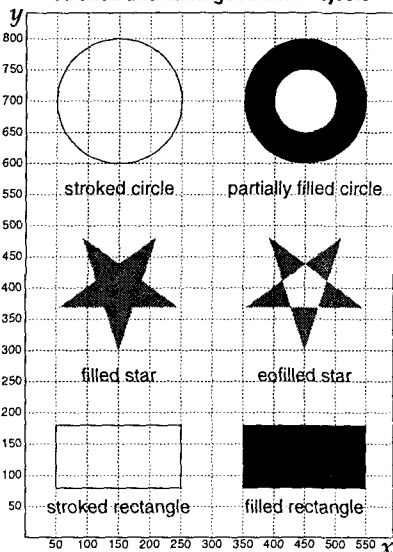 y
800
750
700
650
600
stroked circle
partially filled circle
550
500
450
400
350
300
filled star
eofilled star
250
200
150
100
50
stroked rectangle
filled rectangle
50 100 150 200 250 300 350 400 450 500 550 x